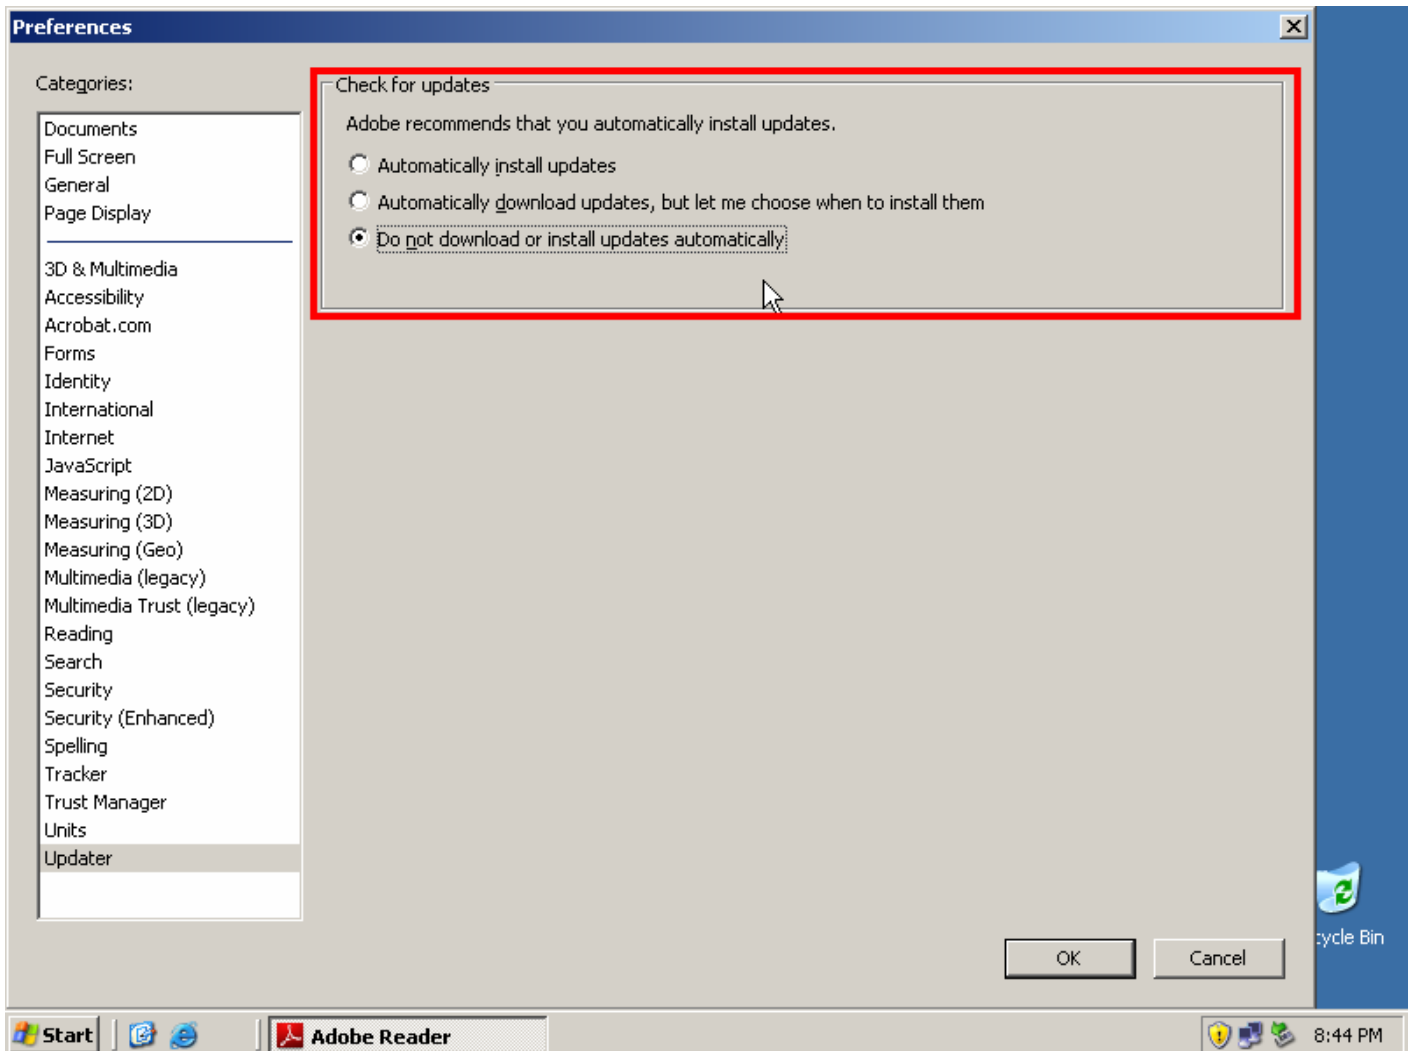 Preferences
Categories:
Documents
Full Screen
General
Page Display
3D & Multimedia
Accessibility
Acrobat.com
Forms
Identity
International
Internet
JavaScript
Measuring (2D)
Measuring (3D)
Measuring (Geo)
Multimedia (legacy)
Multimedia Trust (legacy)
Reading
Search
Security
Security (Enhanced)
Spelling
Tracker
Trust Manager
Units
Updater
Check for updates
Adobe recommends that you automatically install updates.
Automatically install updates
Automatically download updates, but let me choose when to install them
Do not download or install updates automatically
OK
Cancel
cycle Bin
Start
Adobe Reader
8:44 PM